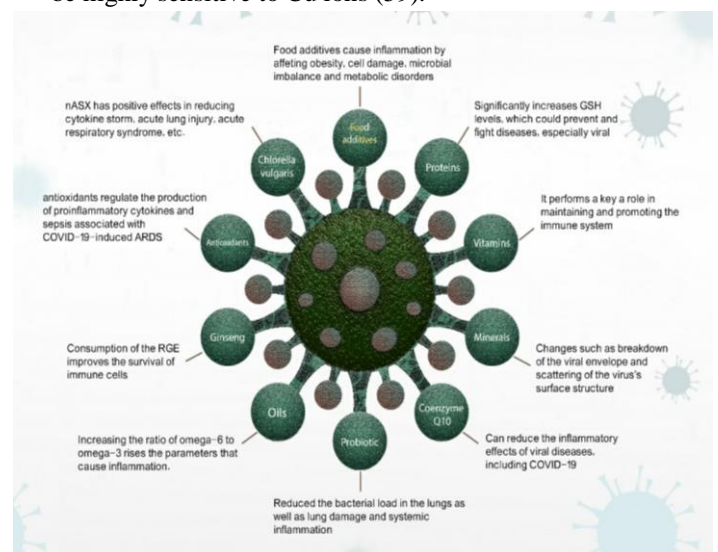 be highly sensitive to Cu ions (39).
Food additives cause inflammation by
affeting obesity, cell damage, microbial
imbalance and metabolic disorders
nASX has positive effects in reducing
cytokine storm, acute lung injury, acute
respiratory syndrome, etc.
Significantly increases GSH
levels, which could prevent and
fight diseases, especially viral
Food
additives
Chlorella
vulgaris
Proteins
antioxidants regulate the production
of proinflammatory cytokines and
sepsis associated with
COVID-19-induced ARDS
It performs a key a role in
maintaining and promoting the
immune system
Antioxidants
Vitamins
Consumption of the RGE
improves the survival of
immune cells
Ginseng
Minerals
Changes such as breakdown
of the viral envelope and
scattering of the virus's
surface structure
Oils
Probiotic
Coenzyme
Q10
Increasing the ratio of omega-6 to
omega-3 rises the parameters that
cause inflammation.
Can reduce the inflammatory
effects of viral diseases,
including COVID-19
Reduced the bacterial load in the lungs as
well as lung damage and systemic
inflammation